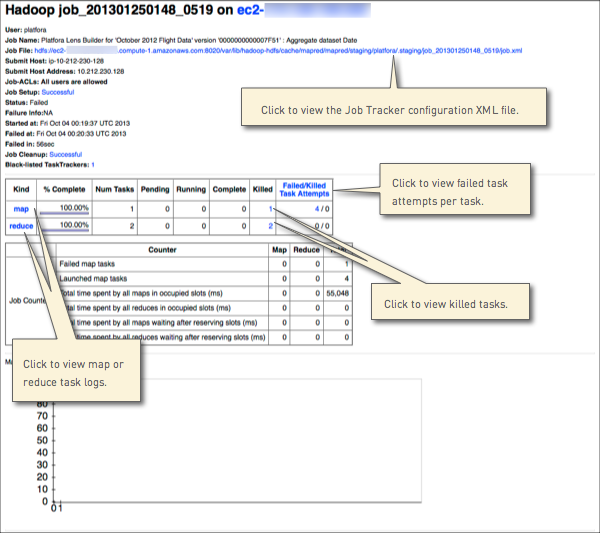 Hadoop job_201301250148_0519 on ec2-
User: platfora
Job Name: Platfora Lens Builder for 'October 2012 Flight Data' version '0000000000007F51' : Aggregate dataset Date
Job File: hdfs://ec2- .compute-1.amazonaws.com:8020/var/lib/hadoop-hdfs/cache/mapred/mapred/staging/platfora/.staging/job_201301250148_0519/job.xml
Submit Host: ip-10-212-230-128
Submit Host Address: 10.212.230.128
Job-ACLs: All users are allowed
Job Setup: Successful
Status: Failed
Failure Info:NA
Started at: Fri Oct 04 00:19:37 UTC 2013
Failed at: Fri Oct 04 00:20:33 UTC 2013
Failed in: 56sec
Job Cleanup: Successful
Black-listed TaskTrackers: 1
Click to view the Job Tracker configuration XML file.
Kind % Complete Num Tasks Pending Running Complete Killed Failed/Killed
Task Attempts
map 100.00% 1 0 0 0 1 4 / 0
reduce 100.00% 2 0 0 0 2 0 / 0
Click to view failed task
attempts per task.
Counter Map Reduce
Job Counte
Failed map tasks 0 0 1
Launched map tasks 0 0 4
Total time spent by all maps in occupied slots (ms) 0 0 55,048
tal time spent by all reduces in occupied slots (ms) 0 0 0
tal time spent by all maps waiting after reserving slots (ms) 0 0 0
time spent by all reduces waiting after reserving slots (ms) 0 0 0
Click to view killed tasks.
Click to view map or
reduce task logs.
80
70
60
50
40
30
20
10
0
0 1